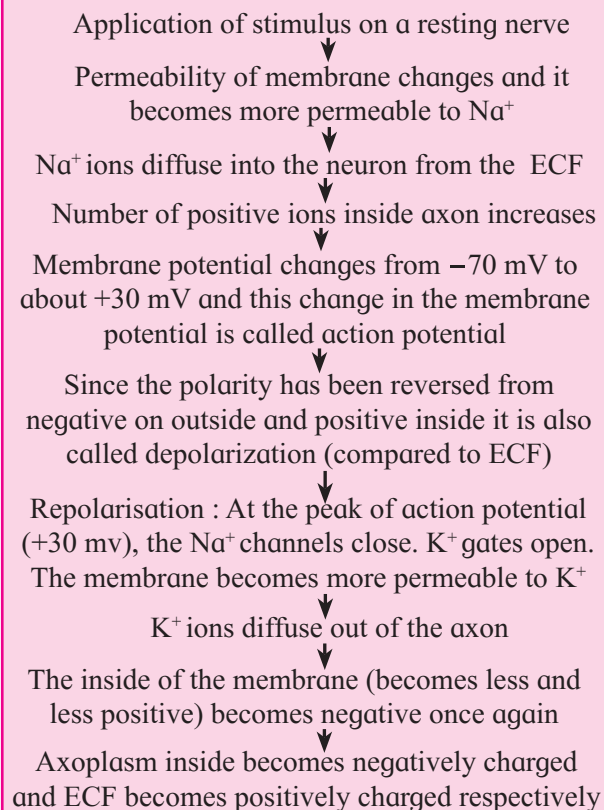 Application of stimulus on a resting nerve
Permeability of membrane changes and it
becomes more permeable to Na⁺
Na⁺ ions diffuse into the neuron from the ECF
Number of positive ions inside axon increases
Membrane potential changes from −70 mV to
about +30 mV and this change in the membrane
potential is called action potential
Since the polarity has been reversed from
negative on outside and positive inside it is also
called depolarization (compared to ECF)
Repolarisation : At the peak of action potential
(+30 mv), the Na⁺ channels close. K⁺ gates open.
The membrane becomes more permeable to K⁺
K⁺ ions diffuse out of the axon
The inside of the membrane (becomes less and
less positive) becomes negative once again
Axoplasm inside becomes negatively charged
and ECF becomes positively charged respectively